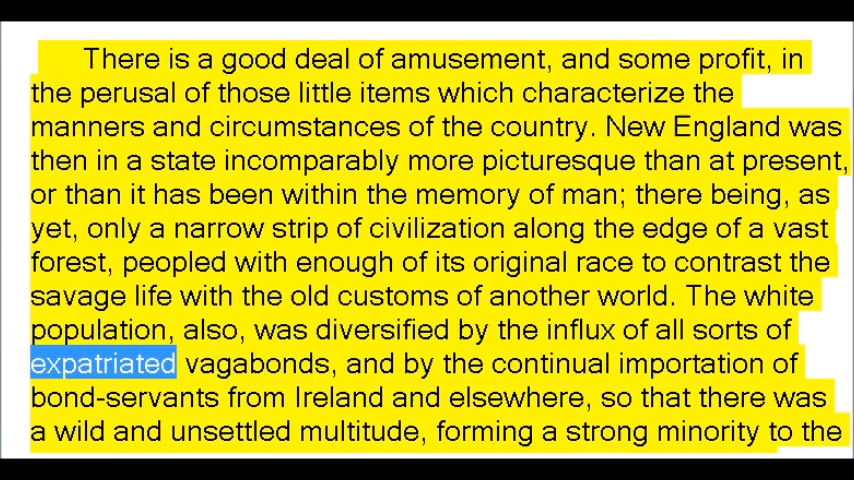 There is a good deal of amusement, and some profit, in
the perusal of those little items which characterize the
manners and circumstances of the country. New England was
then in a state incomparably more picturesque than at present,
or than it has been within the memory of man; there being, as
yet, only a narrow strip of civilization along the edge of a vast
forest, peopled with enough of its original race to contrast the
savage life with the old customs of another world. The white
population, also, was diversified by the influx of all sorts of
expatriated vagabonds, and by the continual importation of
bond-servants from Ireland and elsewhere, so that there was
a wild and unsettled multitude, forming a strong minority to the